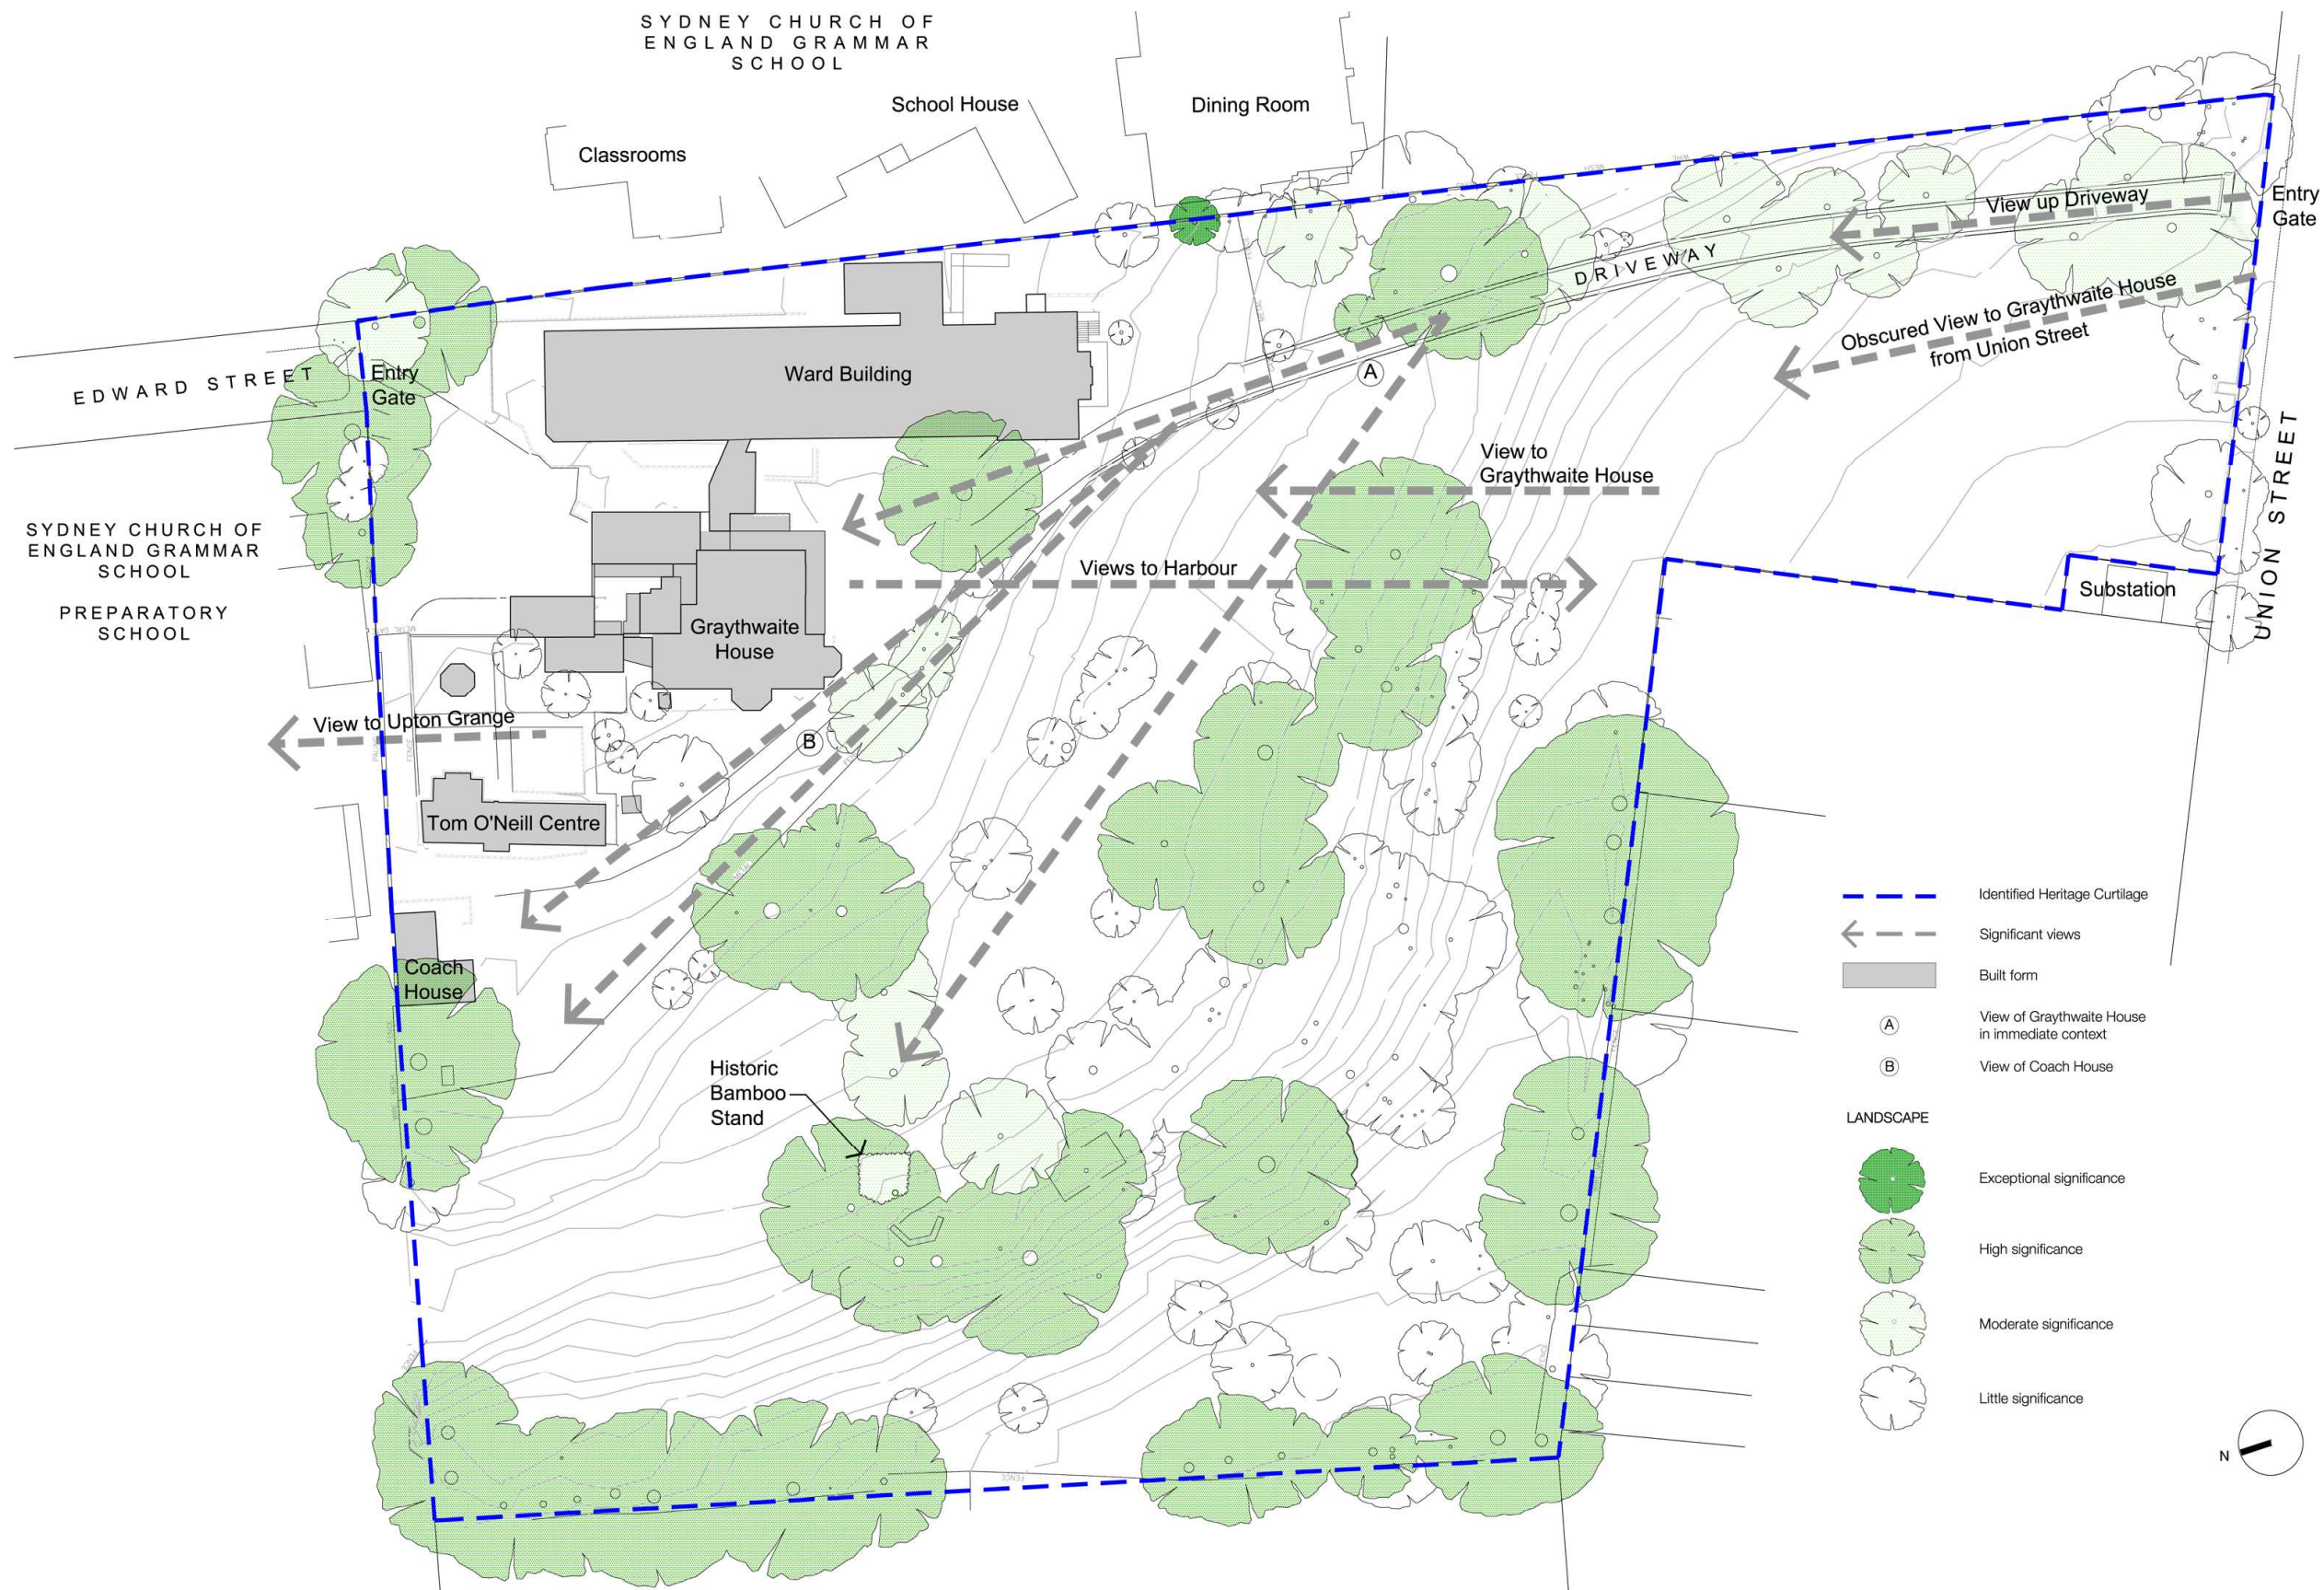 SYDNEY CHURCH OF
ENGLAND GRAMMAR
SCHOOL
School House
Dining Room
Classrooms
Entry
Gate
View up Driveway
DRIVEWAY
Obscured View to Graythwaite House
from Union Street
EDWARD STREET
Entry
Gate
Ward Building
A
View to
Graythwaite House
UNION STREET
SYDNEY CHURCH OF
ENGLAND GRAMMAR
SCHOOL
PREPARATORY
SCHOOL
Views to Harbour
Substation
Graythwaite
House
View to Upton Grange
B
Tom O'Neill Centre
Coach
House
Historic
Bamboo
Stand
FENCE
FENCE
Identified Heritage Curtilage
Significant views
Built form
A
View of Graythwaite House
in immediate context
B
View of Coach House
LANDSCAPE
Exceptional significance
High significance
Moderate significance
Little significance
N